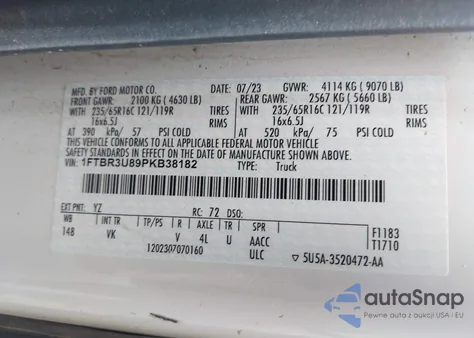 MFD. BY FORD MOTOR CO. 07/23 GVWR: 4114 KG (9070 LB)
FRONT GAWR: 2100 KG (4630 LB) REAR GAWR: 2567 KG (5660 LB)
WITH 235/65R16C 121/119R TIRES WITH 235/65R16C 121/119R TIRES
16x6.5J RIMS 16x6.5J RIMS
AT 390 kPa/ 57 PSI COLD AT 520 kPa/ 75 PSI COLD
THIS VEHICLE CONFORMS TO ALL APPLICABLE FEDERAL MOTOR VEHICLE
SAFETY STANDARDS IN EFFECT ON THE DATE OF MANUFACTURE SHOWN ABOVE.
VIN: 1FTBR3U89PKB38182 TYPE: Truck
EXT PNT: YZ RC: 72 DSO:
WB INT TR TP/PS R AXLE TR SPR F1183
148 VK V 4L U AACC T1710
1202307070160 ULC ▽5U5A-3520472-AA
autaSnap
Pewne auto z USA i EU